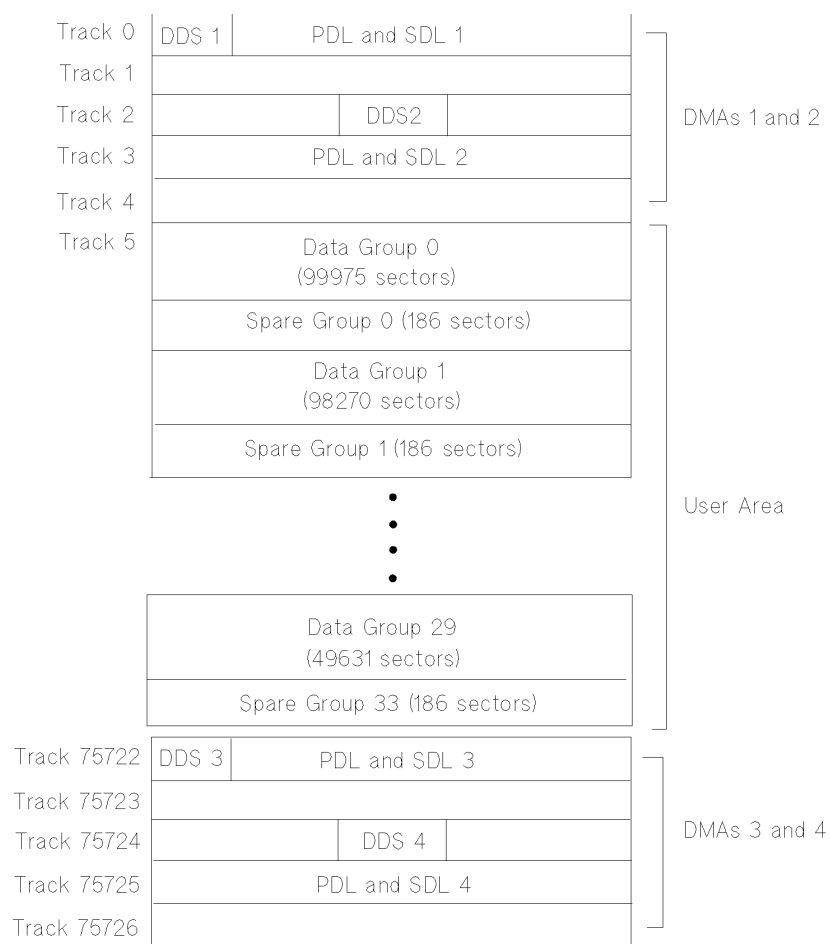 Track 0 DDS 1 PDL and SDL 1
Track 1
Track 2 DDS2 DMAs 1 and 2
Track 3 PDL and SDL 2
Track 4
Track 5 Data Group 0
(99975 sectors)
Spare Group 0 (186 sectors)
Data Group 1
(98270 sectors)
Spare Group 1 (186 sectors)
User Area
Data Group 29
(49631 sectors)
Spare Group 33 (186 sectors)
Track 75722 DDS 3 PDL and SDL 3
Track 75723
Track 75724 DDS 4 DMAs 3 and 4
Track 75725 PDL and SDL 4
Track 75726